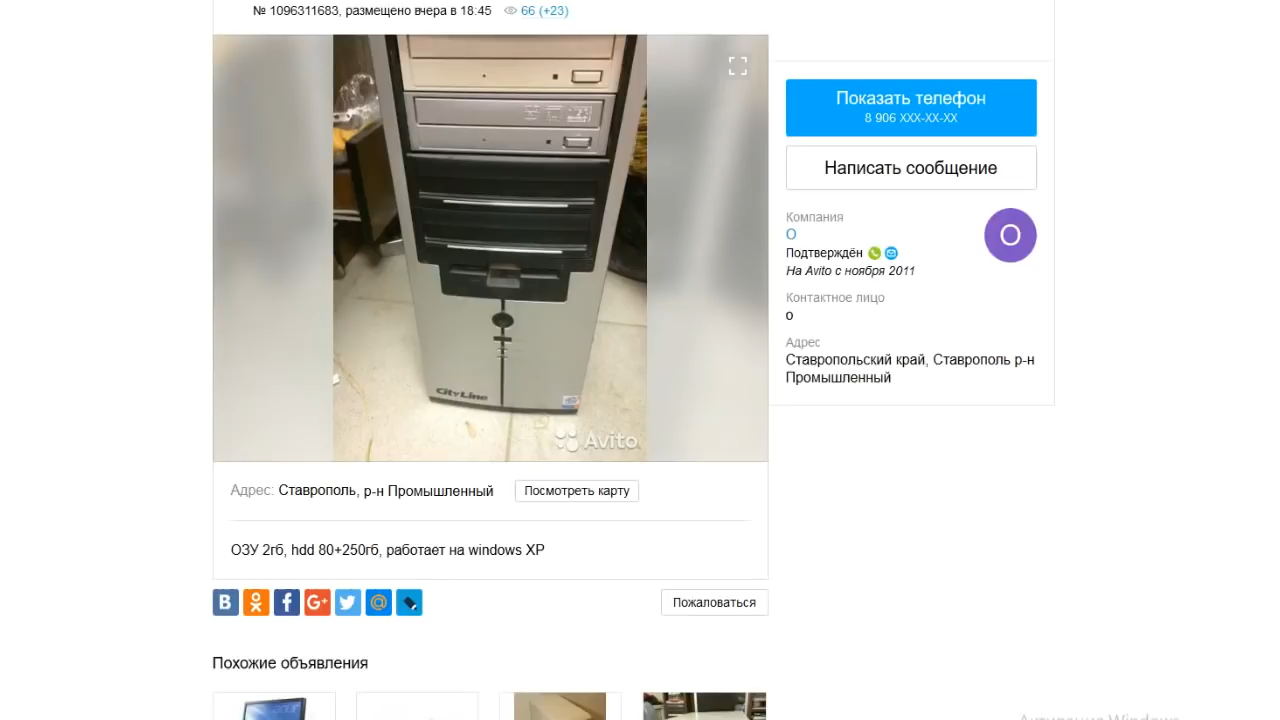 № 1096311683, размещено вчера в 18:45 66 (+23)
CityLine
Avito
Показать телефон
8 906 XXX-XX-XX
Написать сообщение
Компания
О
О
Подтверждён
На Avito с ноября 2011
Контактное лицо
о
Адрес
Ставропольский край, Ставрополь р-н
Промышленный
Адрес: Ставрополь, р-н Промышленный
Посмотреть карту
ОЗУ 2гб, hdd 80+250гб, работает на windows XP
Пожаловаться
Похожие объявления